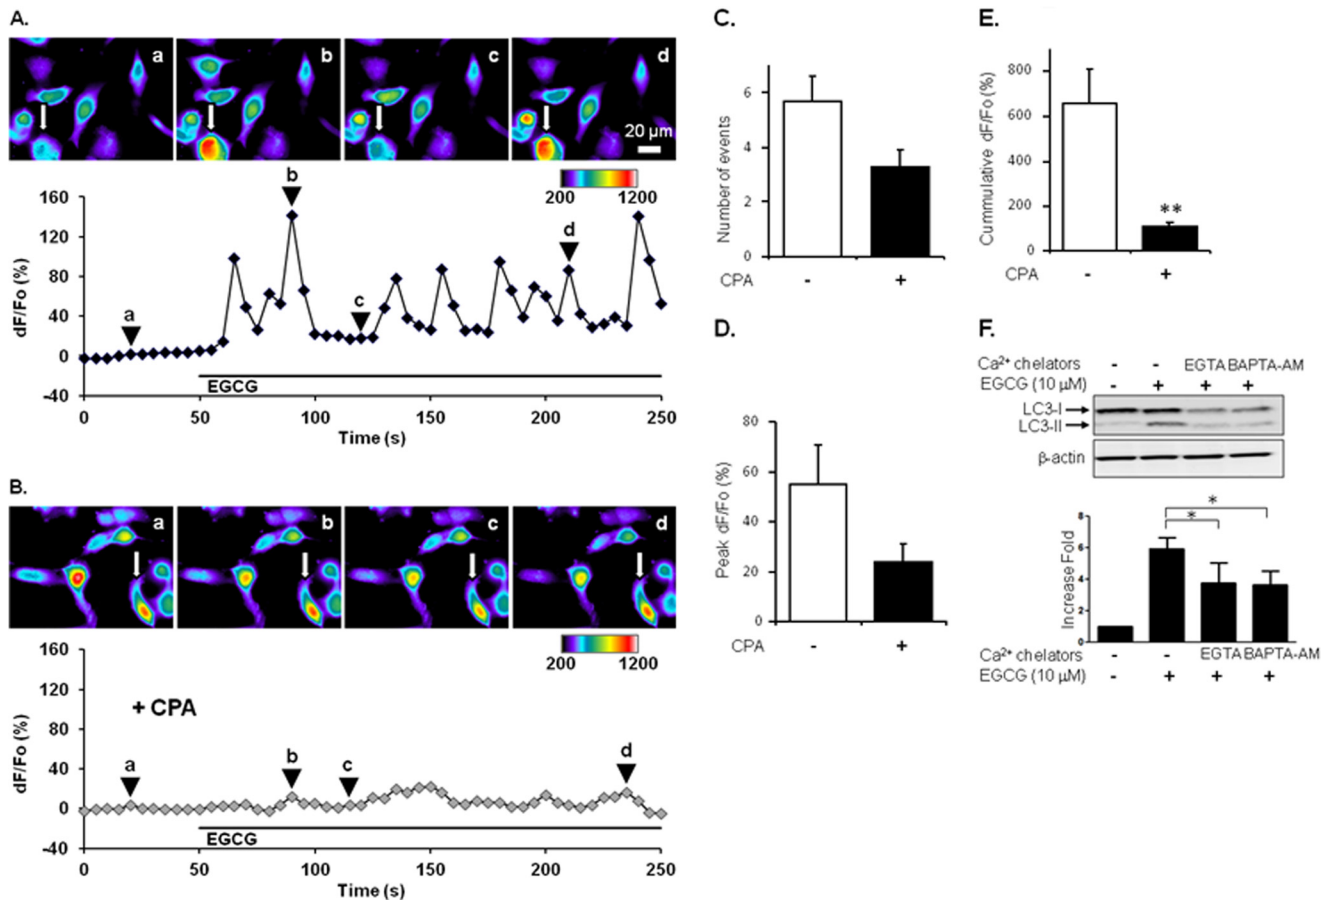 A.
a
b
c
d
20 µm
200 1200
160
120
80
40
0
-40
dF/Fo (%)
a
b
c
d
EGCG
0 50 100 150 200 250
Time (s)
B.
a
b
c
d
200 1200
160
120
80
40
0
-40
dF/Fo (%)
+ CPA
a
b
c
d
EGCG
0 50 100 150 200 250
Time (s)
C.
6
4
2
0
Number of events
CPA - +
D.
80
60
40
20
0
Peak dF/Fo (%)
CPA - +
E.
800
600
400
200
0
Cummulative dF/Fo (%)
**
CPA - +
F.
Ca²⁺ chelators - - EGTA BAPTA-AM
EGCG (10 µM) - + + +
LC3-I
LC3-II
β-actin
*
*
8
6
4
2
0
Increase Fold
Ca²⁺ chelators - - EGTA BAPTA-AM
EGCG (10 µM) - + + +